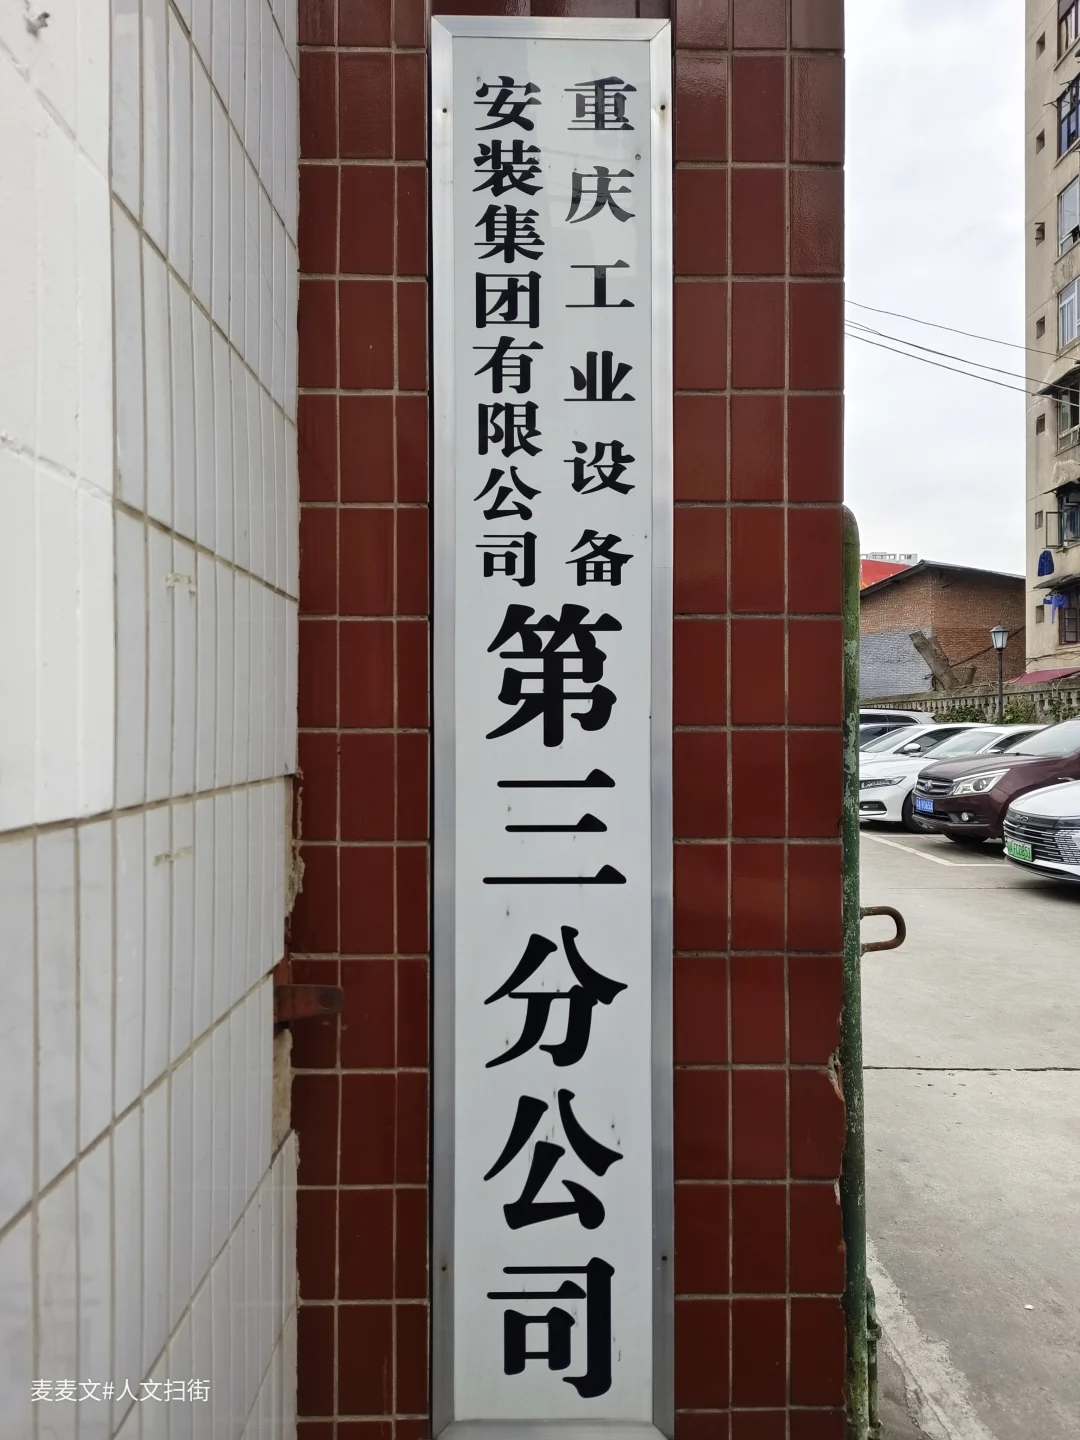 重庆工业设备
安装集团有限公司
第三分公司
麦麦文#人文扫街